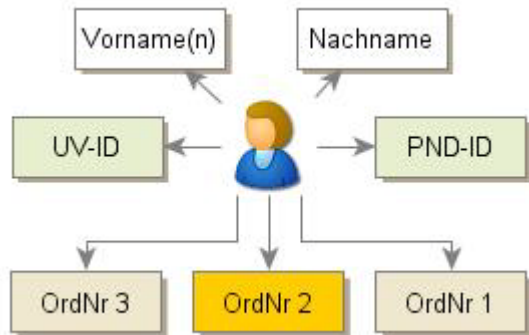 Vorname(n)
Nachname
UV-ID
PND-ID
OrdNr 3
OrdNr 2
OrdNr 1